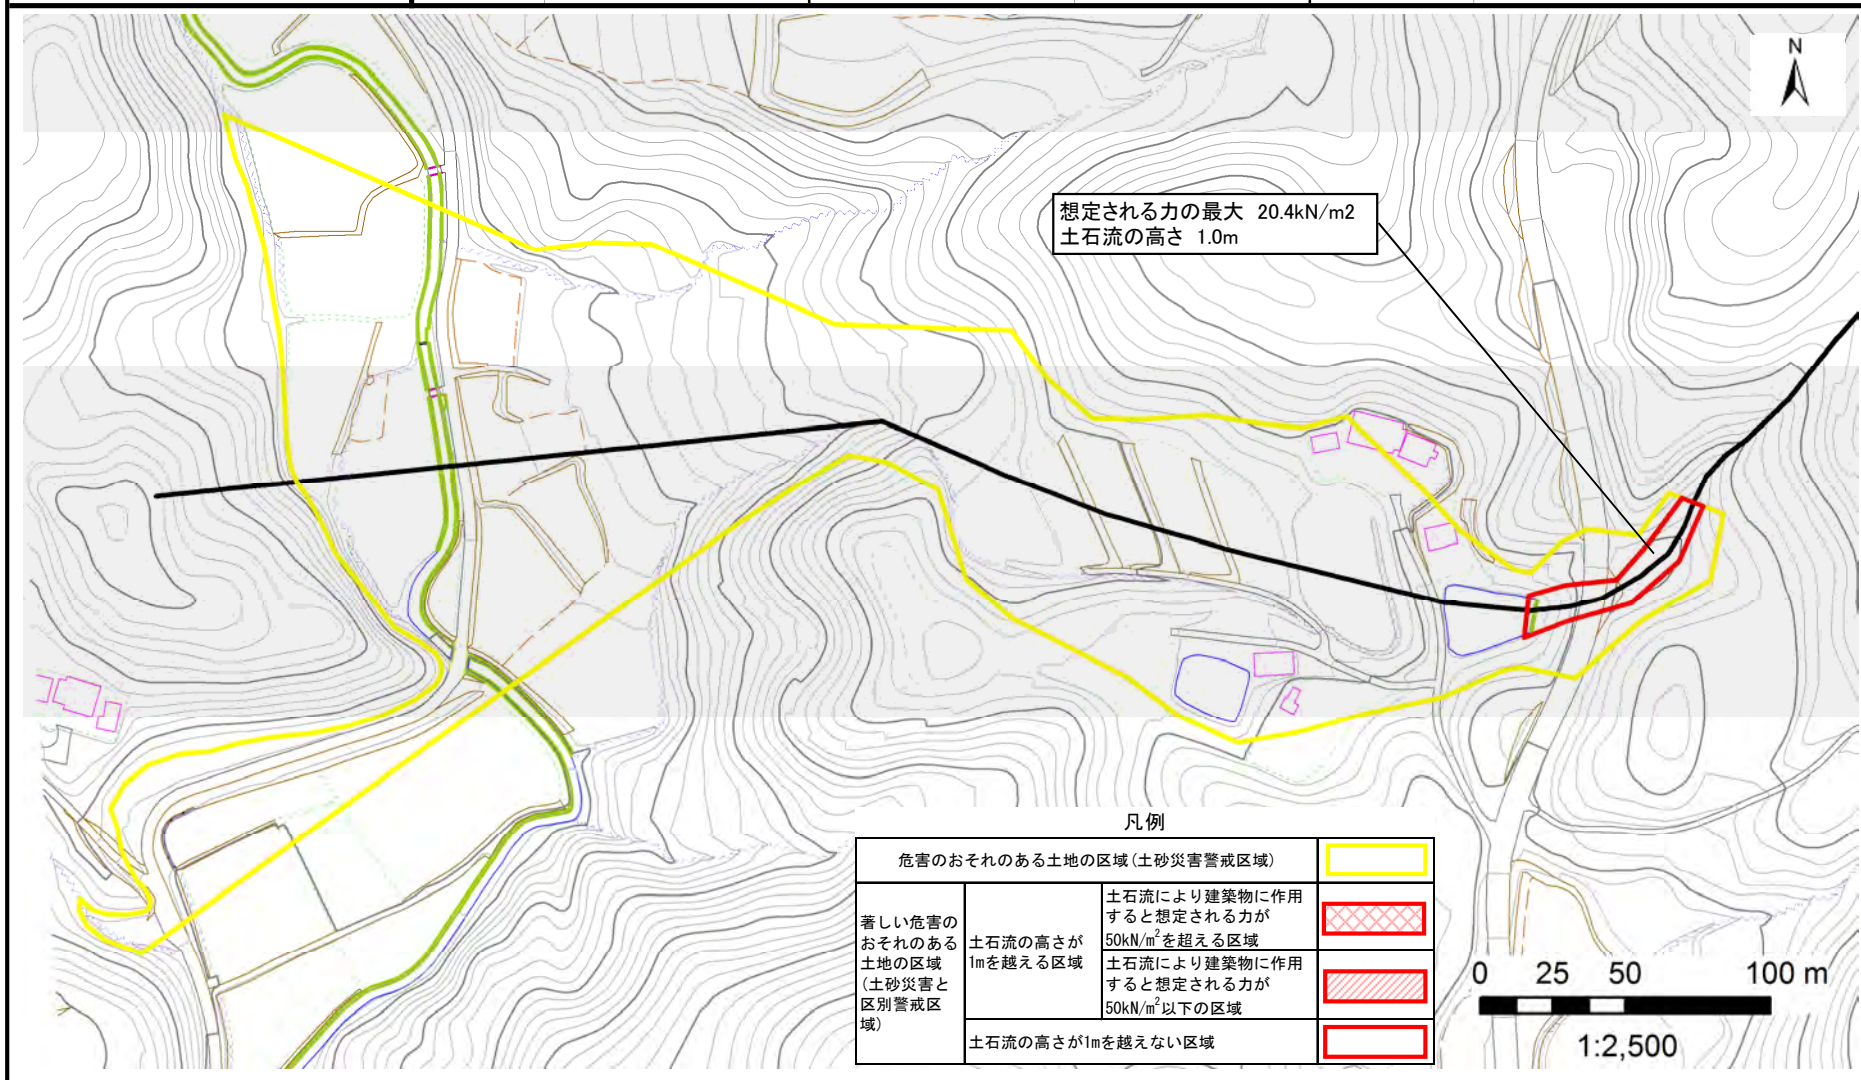 N
想定される力の最大 20.4kN/m2
土石流の高さ 1.0m
凡例
危害のおそれのある土地の区域(土砂災害警戒区域)
著しい危害の
おそれのある
土地の区域
(土砂災害と
区別警戒区
域)
土石流の高さが
1mを越える区域
土石流により建築物に作用
すると想定される力が
50kN/m²を超える区域
土石流により建築物に作用
すると想定される力が
50kN/m²以下の区域
土石流の高さが1mを越えない区域
0 25 50 100 m
1:2,500